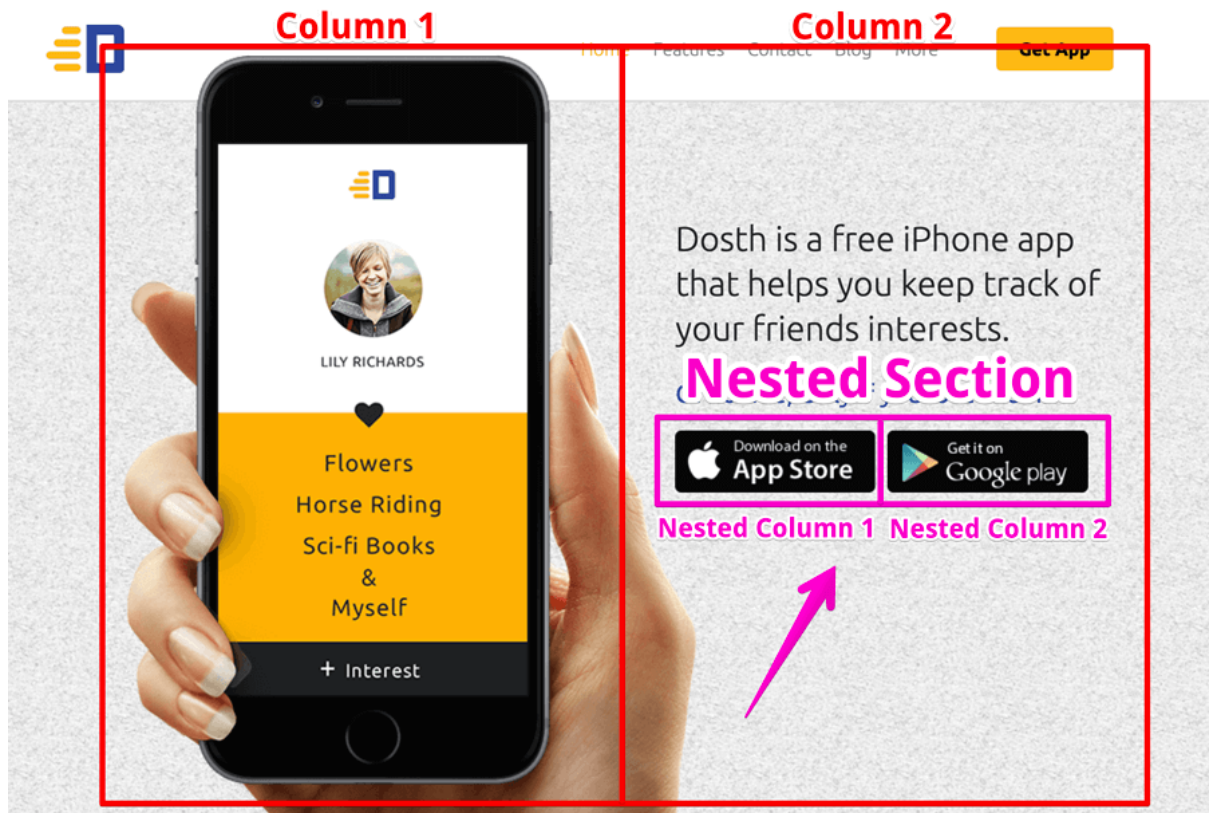 Column 1
Column 2
Home Features Contact Blog More
Get App
LILY RICHARDS
Flowers
Horse Riding
Sci-fi Books
&
Myself
+ Interest
Dosth is a free iPhone app
that helps you keep track of
your friends interests.
Nested Section
Download on the
App Store
Get it on
Google play
Nested Column 1
Nested Column 2